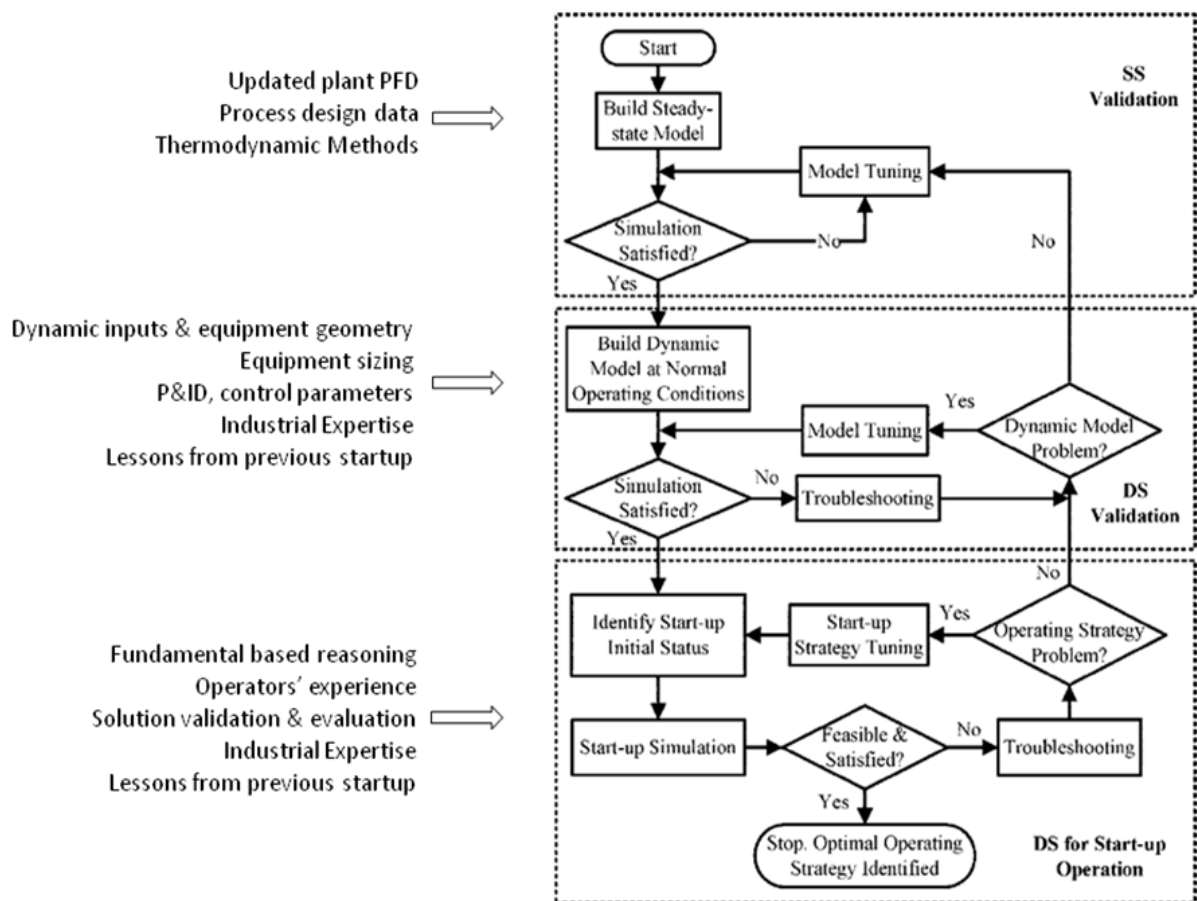 Updated plant PFD
Process design data
Thermodynamic Methods
Start
SS
Validation
Build Steady-
state Model
Model Tuning
Simulation
Satisfied?
No
No
Yes
Dynamic inputs & equipment geometry
Equipment sizing
P&ID, control parameters
Industrial Expertise
Lessons from previous startup
Build Dynamic
Model at Normal
Operating Conditions
Model Tuning
Yes
Dynamic Model
Problem?
Simulation
Satisfied?
No
Troubleshooting
DS
Validation
Yes
No
Fundamental based reasoning
Operators' experience
Solution validation & evaluation
Industrial Expertise
Lessons from previous startup
Identify Start-up
Initial Status
Start-up
Strategy Tuning
Yes
Operating Strategy
Problem?
Start-up Simulation
Feasible &
Satisfied?
No
Troubleshooting
Yes
Stop. Optimal Operating
Strategy Identified
DS for Start-up
Operation